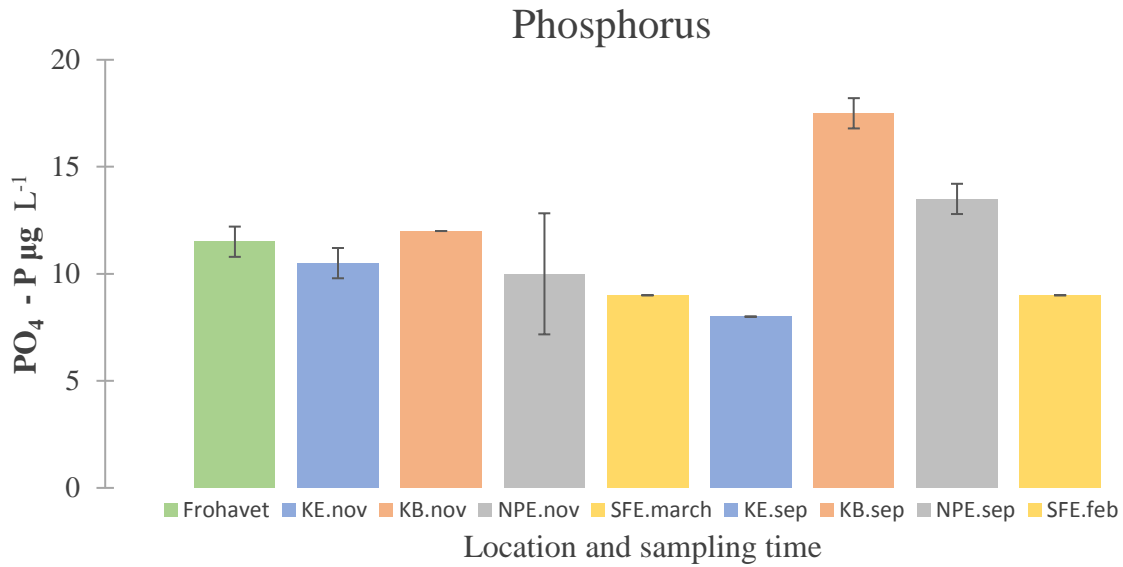 Phosphorus
20
15
10
5
0
PO₄ - P µg L⁻¹
Frohavet KE.nov KB.nov NPE.nov SFE.march KE.sep KB.sep NPE.sep SFE.feb
Location and sampling time